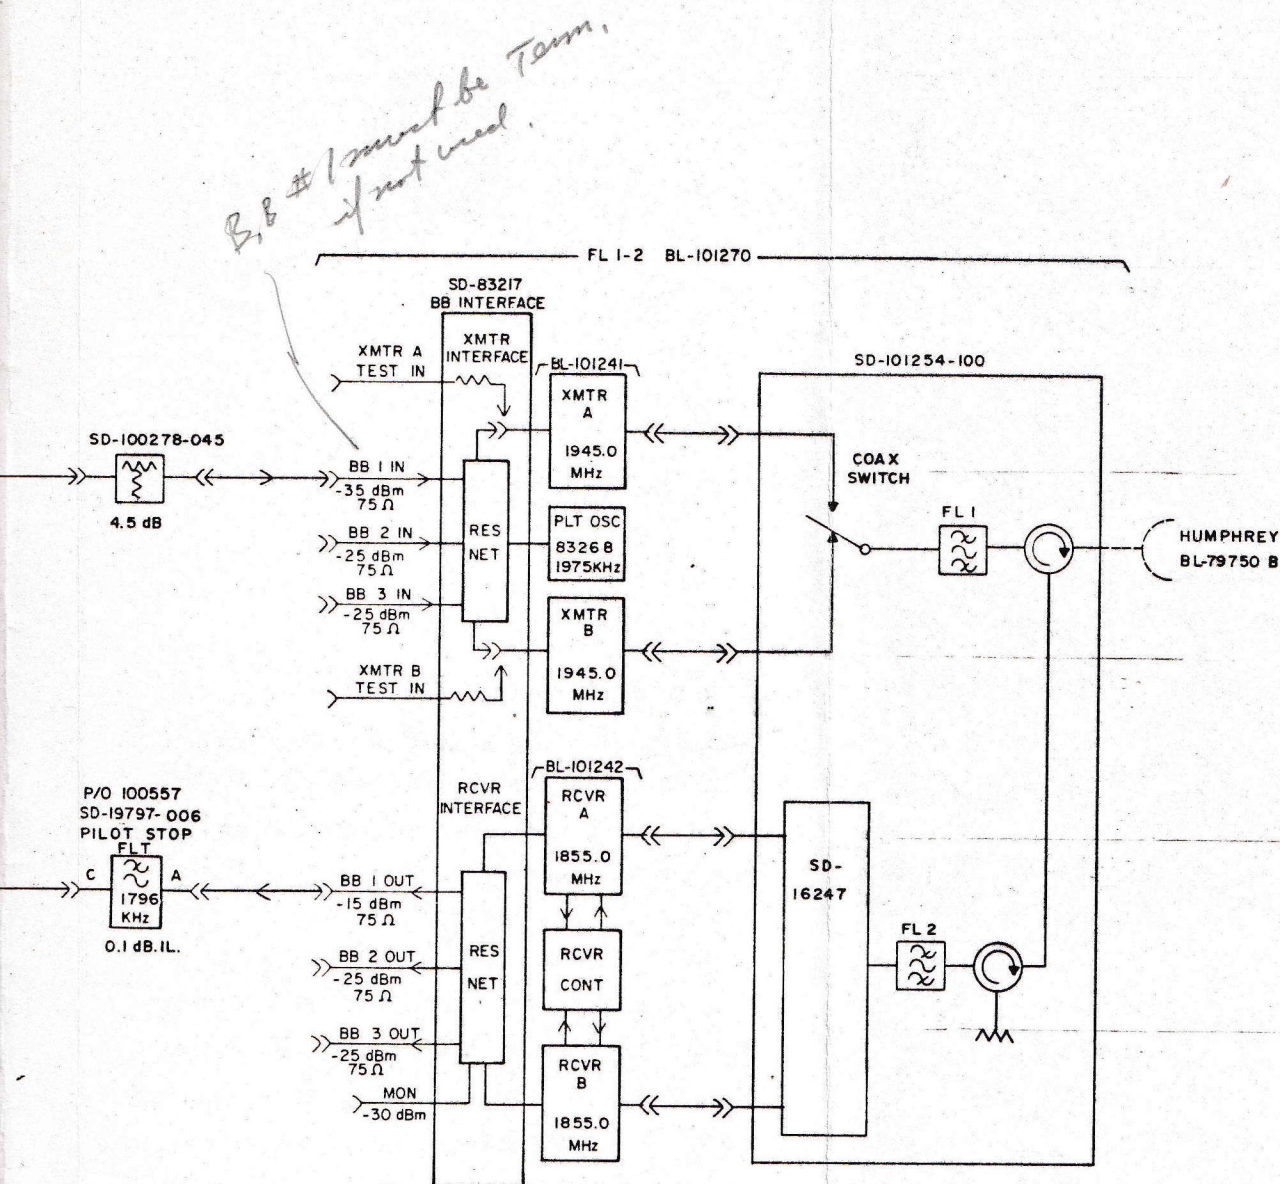 B.B #1 must be Term.
if not used.
FL 1-2 BL-101270
SD-83217
BB INTERFACE
XMTR
INTERFACE
XMTR A
TEST IN
BL-101241
XMTR
A
1945.0
MHz
SD-101254-100
SD-100278-045
4.5 dB
BB 1 IN
-35 dBm
75Ω
BB 2 IN
-25 dBm
75Ω
BB 3 IN
-25 dBm
75Ω
RES
NET
PLT OSC
83268
1975KHz
COAX
SWITCH
FL 1
HUMPHREY
BL-79750 B
XMTR
B
1945.0
MHz
XMTR B
TEST IN
P/O 100557
SD-19797-006
PILOT STOP
FLT
C
A
1796
KHz
0.1 dB.IL.
RCVR
INTERFACE
BL-101242
RCVR
A
1855.0
MHz
BB 1 OUT
-15 dBm
75Ω
BB 2 OUT
-25 dBm
75Ω
BB 3 OUT
-25 dBm
75Ω
MON
-30 dBm
RES
NET
RCVR
CONT
RCVR
B
1855.0
MHz
SD-
16247
FL 2